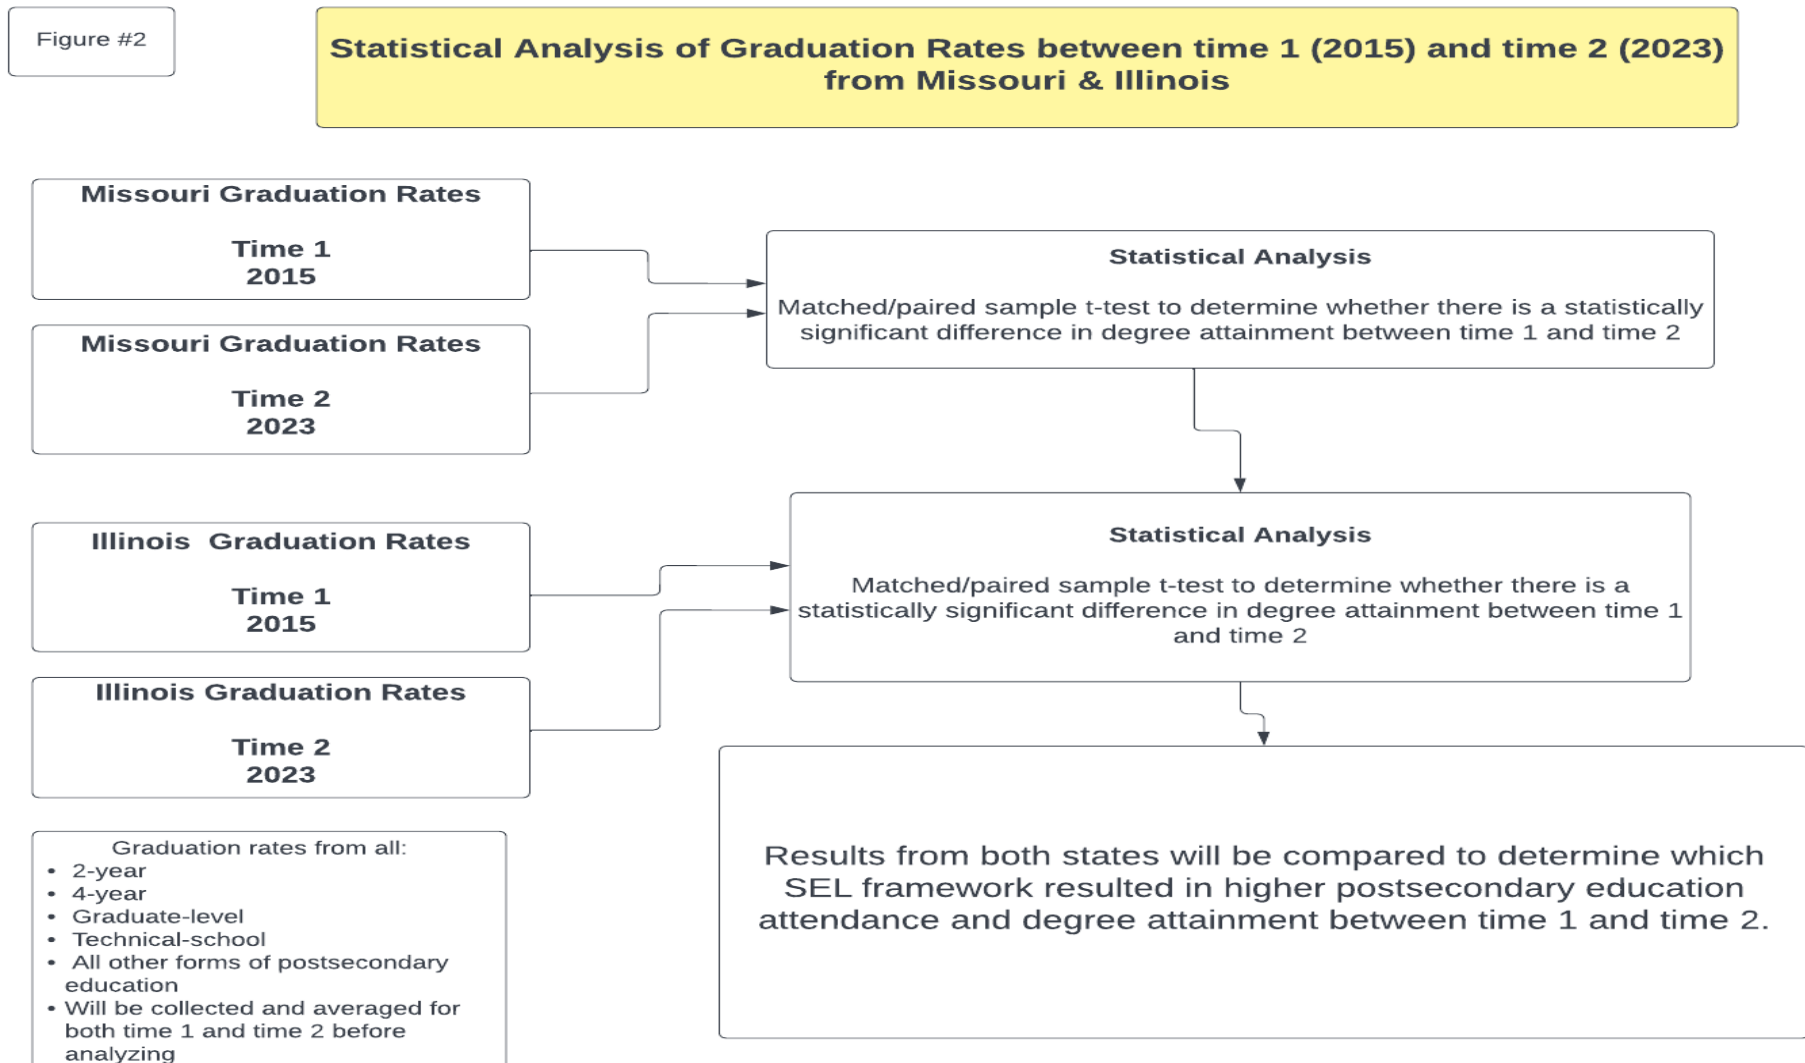 Figure #2
Statistical Analysis of Graduation Rates between time 1 (2015) and time 2 (2023)
from Missouri & Illinois
Missouri Graduation Rates
Time 1
2015
Missouri Graduation Rates
Time 2
2023
Statistical Analysis
Matched/paired sample t-test to determine whether there is a statistically
significant difference in degree attainment between time 1 and time 2
Illinois  Graduation Rates
Time 1
2015
Illinois Graduation Rates
Time 2
2023
Statistical Analysis
Matched/paired sample t-test to determine whether there is a
statistically significant difference in degree attainment between time 1
and time 2
Graduation rates from all:
• 2-year
• 4-year
• Graduate-level
• Technical-school
• All other forms of postsecondary
education
• Will be collected and averaged for
both time 1 and time 2 before
analyzing
Results from both states will be compared to determine which
SEL framework resulted in higher postsecondary education
attendance and degree attainment between time 1 and time 2.